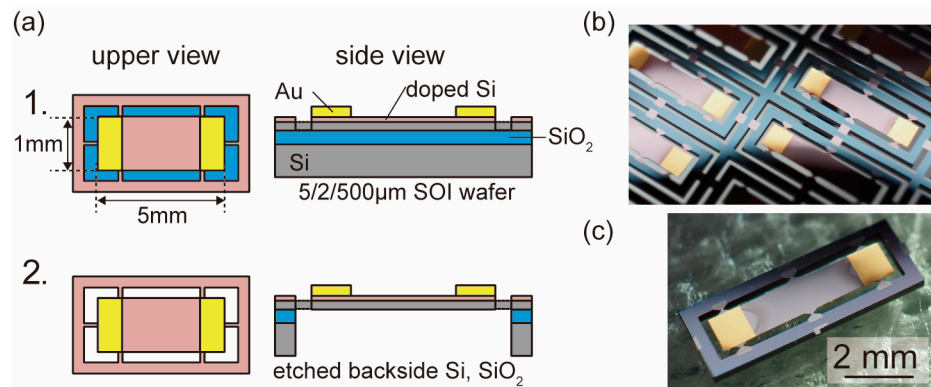 (a)
upper view
side view
1.
1mm
5mm
Au
doped Si
SiO₂
Si
5/2/500μm SOI wafer
2.
etched backside Si, SiO₂
(b)
(c)
2 mm